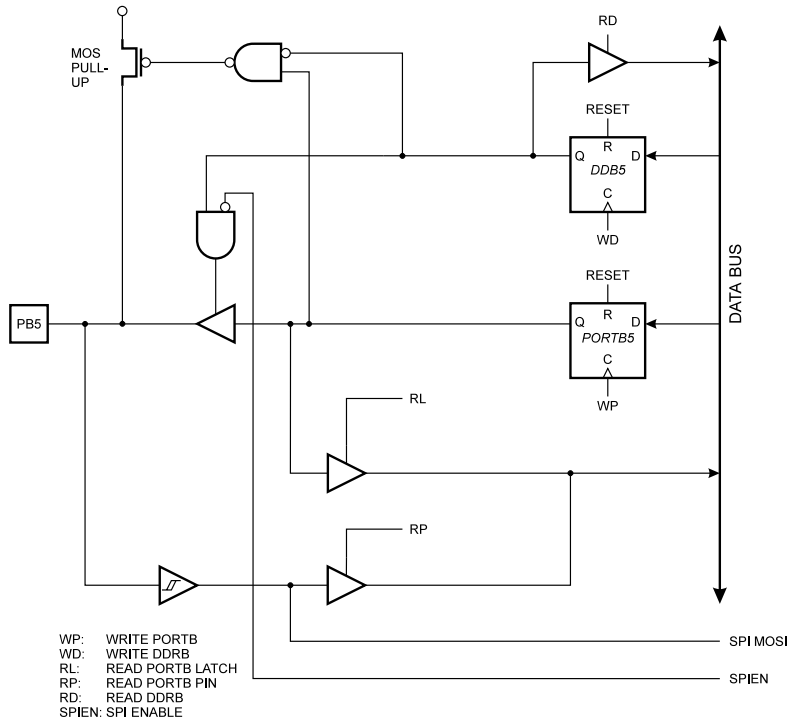 RD
MOS
PULL-
UP
RESET
R
Q
D
DDB5
C
WD
DATA BUS
RESET
R
PB5
Q
D
PORTB5
C
WP
RL
RP
WP: WRITE PORTB
WD: WRITE DDRB
RL: READ PORTB LATCH
RP: READ PORTB PIN
RD: READ DDRB
SPIEN: SPI ENABLE
SPI MOSI
SPIEN